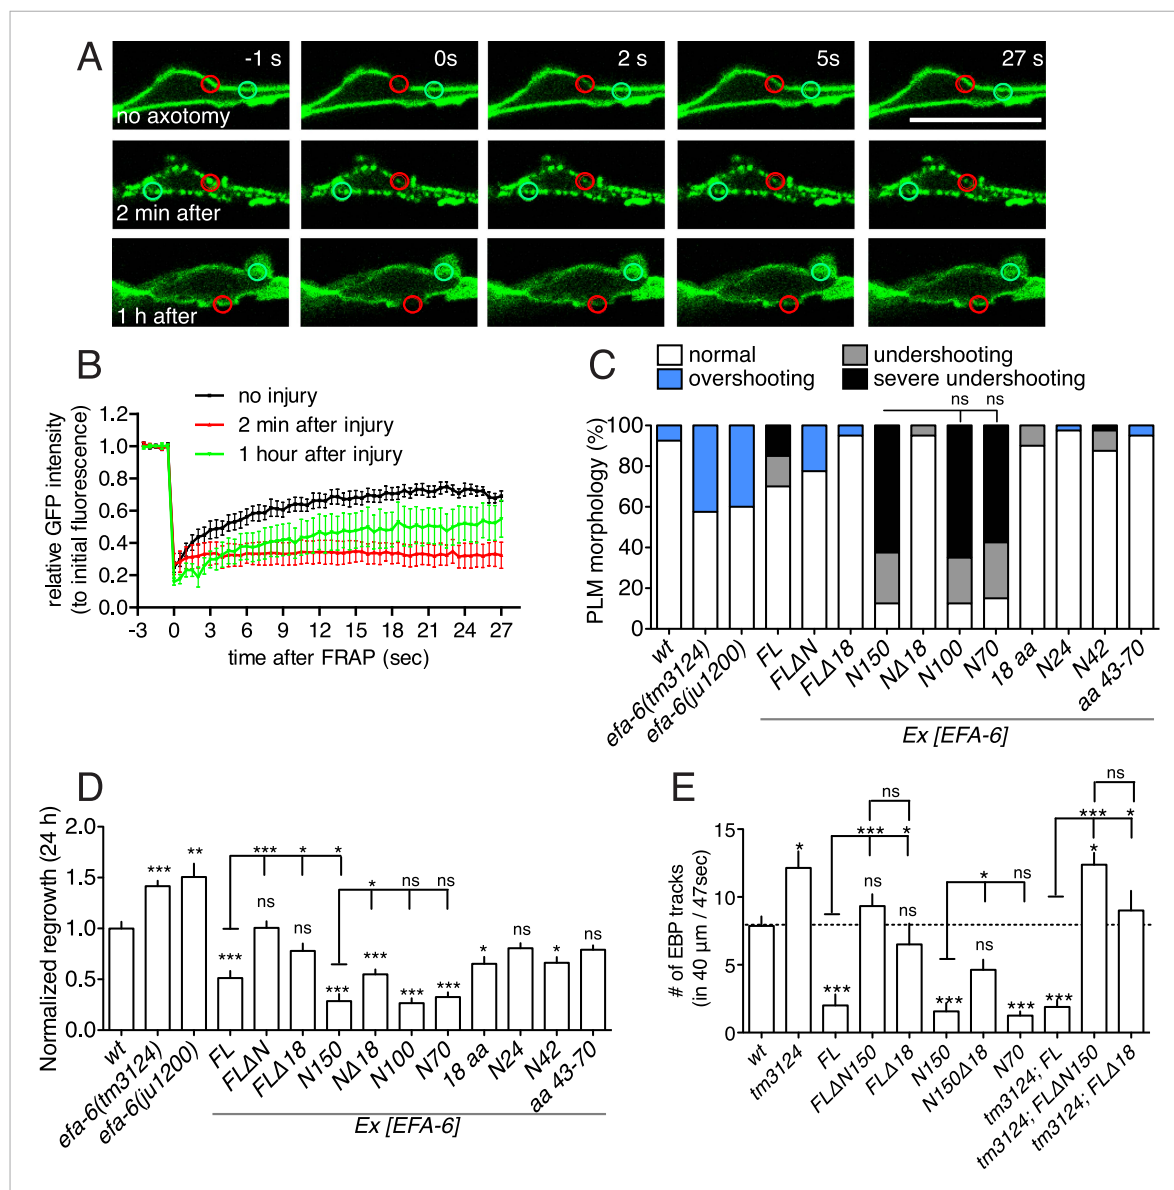 A
-1 s
0s
2 s
5s
27 s
no axotomy
2 min after
1 h after
B
no injury
2 min after injury
1 hour after injury
relative GFP intensity
(to initial fluorescence)
1.2
1.0
0.8
0.6
0.4
0.2
0.0
-3 0 3 6 9 12 15 18 21 24 27
time after FRAP (sec)
C
normal
undershooting
overshooting
severe undershooting
ns ns
PLM morphology (%)
100
80
60
40
20
0
wt
efa-6(tm3124)
efa-6(ju1200)
FL
FLΔN
FLΔ18
N150
NΔ18
N100
N70
18 aa
N24
N42
aa 43-70
Ex [EFA-6]
D
Normalized regrowth (24 h)
2.0
1.5
1.0
0.5
0.0
*** * *
* ns ns
***
**
***
ns
ns
***
***
***
***
*
ns
*
ns
wt
efa-6(tm3124)
efa-6(ju1200)
FL
FLΔN
FLΔ18
N150
NΔ18
N100
N70
18 aa
N24
N42
aa 43-70
Ex [EFA-6]
E
# of EBP tracks
(in 40 µm / 47sec)
15
10
5
0
ns
*** *
* ns
ns
*** *
*
***
ns
ns
***
ns
***
***
*
wt
tm3124
FL
FLΔN150
FLΔ18
N150
N150Δ18
N70
tm3124; FL
tm3124; FLΔN150
tm3124; FLΔ18